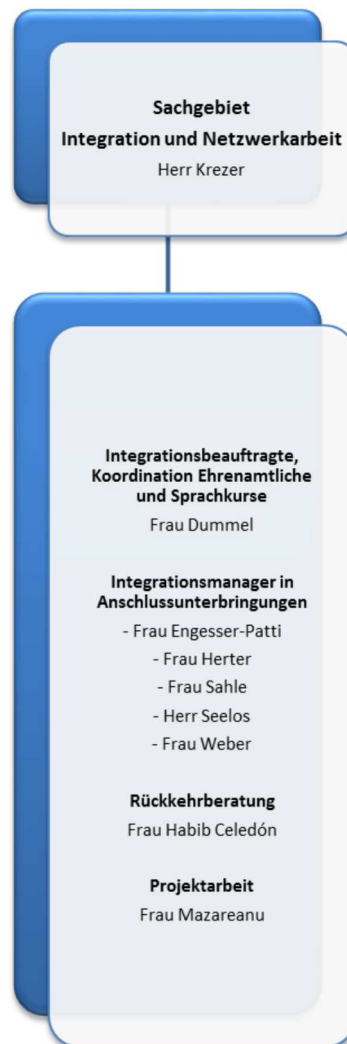 Sachgebiet
Integration und Netzwerkarbeit
Herr Krezer
Integrationsbeauftragte,
Koordination Ehrenamtliche
und Sprachkurse
Frau Dummel
Integrationsmanager in
Anschlussunterbringungen
- Frau Engesser-Patti
- Frau Herter
- Frau Sahle
- Herr Seelos
- Frau Weber
Rückkehrberatung
Frau Habib Celedón
Projektarbeit
Frau Mazareanu